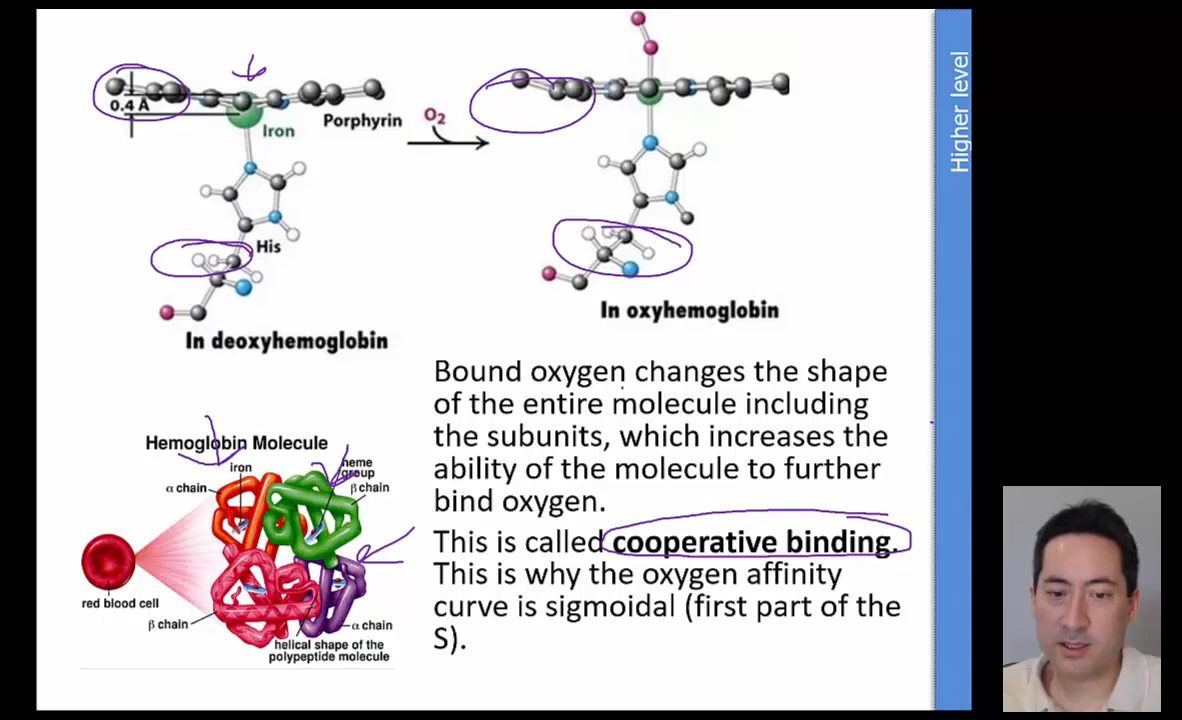 Higher level
0.4 Å
Iron
Porphyrin
O2
His
In deoxyhemoglobin
In oxyhemoglobin
Bound oxygen changes the shape
of the entire molecule including
the subunits, which increases the
ability of the molecule to further
bind oxygen.
This is called cooperative binding.
This is why the oxygen affinity
curve is sigmoidal (first part of the
S).
Hemoglobin Molecule
iron
heme
group
α chain
β chain
red blood cell
β chain
α chain
helical shape of the
polypeptide molecule